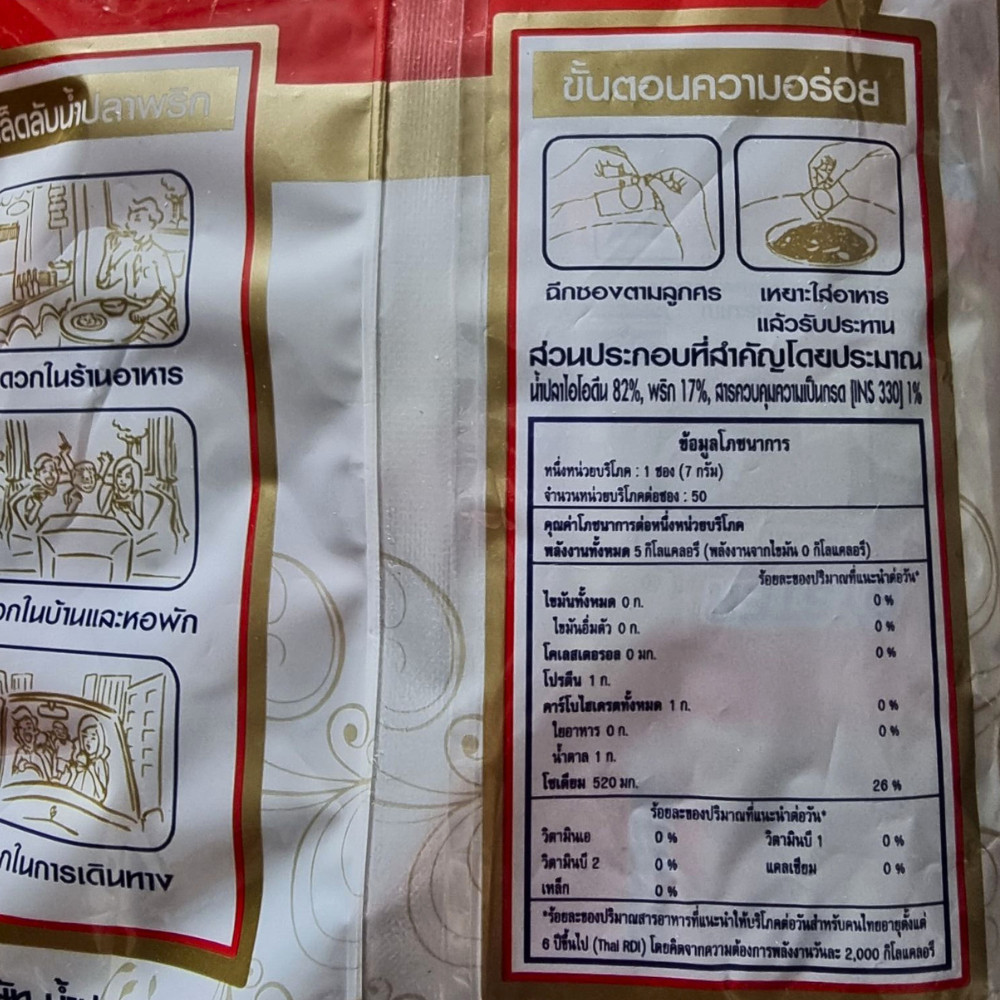 น้ำปลาพริก
ในร้านอาหาร
ในบ้านและหอพัก
ในการเดินทาง
ขั้นตอนความอร่อย
ฉีกซองตามลูกศร
เหยาะใส่อาหาร
แล้วรับประทาน
ส่วนประกอบที่สำคัญโดยประมาณ
น้ำปลาไอโอดีน 82%, พริก 17%, สารควบคุมความเป็นกรด [INS 330] 1%
ข้อมูลโภชนาการ
หนึ่งหน่วยบริโภค : 1 ซอง (7 กรัม)
จำนวนหน่วยบริโภคต่อซอง : 50
คุณค่าโภชนาการต่อหนึ่งหน่วยบริโภค
พลังงานทั้งหมด 5 กิโลแคลอรี (พลังงานจากไขมัน 0 กิโลแคลอรี)
ร้อยละของปริมาณที่แนะนำต่อวัน*
ไขมันทั้งหมด 0 ก. 0 %
ไขมันอิ่มตัว 0 ก. 0 %
โคเลสเตอรอล 0 มก. 0 %
โปรตีน 1 ก.
คาร์โบไฮเดรตทั้งหมด 1 ก. 0 %
ใยอาหาร 0 ก. 0 %
น้ำตาล 1 ก.
โซเดียม 520 มก. 26 %
ร้อยละของปริมาณที่แนะนำต่อวัน*
วิตามินเอ 0 % วิตามินบี 1 0 %
วิตามินบี 2 0 % แคลเซียม 0 %
เหล็ก 0 %
*ร้อยละของปริมาณสารอาหารที่แนะนำให้บริโภคต่อวันสำหรับคนไทยอายุตั้งแต่
6 ปีขึ้นไป (Thai RDI) โดยคิดจากความต้องการพลังงานวันละ 2,000 กิโลแคลอรี